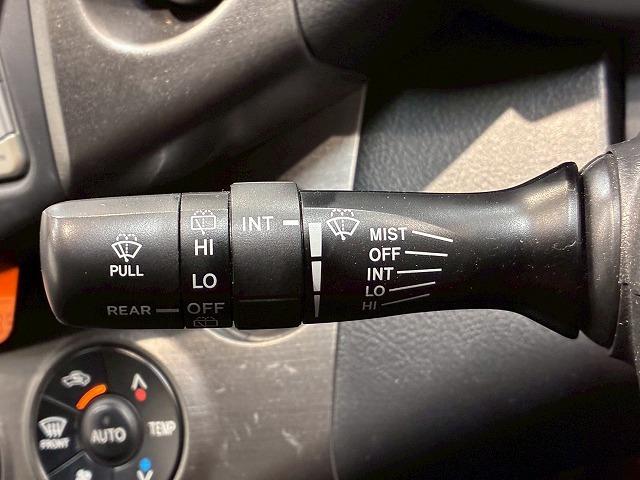 PULL
REAR
HI
LO
OFF
INT
MIST
OFF
INT
LO
HI
FRONT
AUTO
TEMP